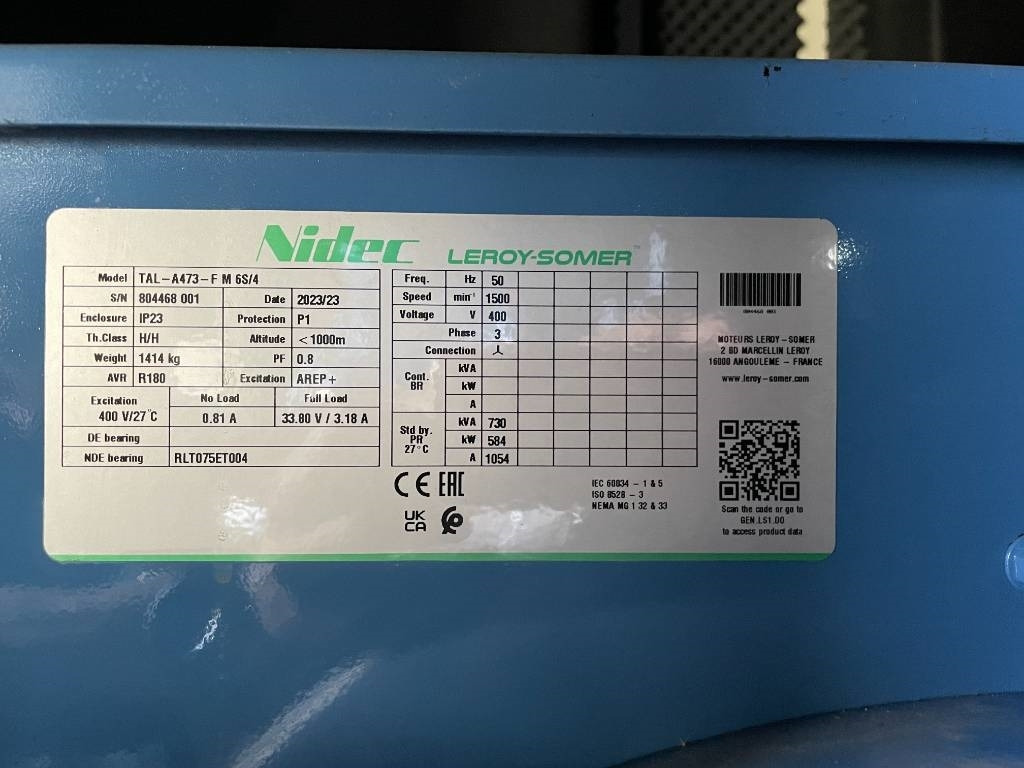 Nidec LEROY-SOMER™
Model TAL-A473-F M 6S/4
S/N 804468 001 Date 2023/23
Enclosure IP23 Protection P1
Th.Class H/H Altitude <1000m
Weight 1414 kg PF 0.8
AVR R180 Excitation AREP+
Excitation No Load Full Load
400 V/27°C 0.81 A 33.80 V / 3.18 A
DE bearing
NDE bearing RLT075ET004
Freq. Hz 50
Speed min⁻¹ 1500
Voltage V 400
Phase 3
Connection
Cont. BR kVA
kW
A
Std by. PR 27°C kVA 730
kW 584
A 1054
CE EAC
UK
CA
IEC 60034 - 1 & 5
ISO 8528 - 3
NEMA MG 1 32 & 33
MOTEURS LEROY-SOMER
2 BD MARCELLIN LEROY
16000 ANGOULEME - FRANCE
www.leroy-somer.com
Scan the code or go to
GEN.LS1.00
to access product data